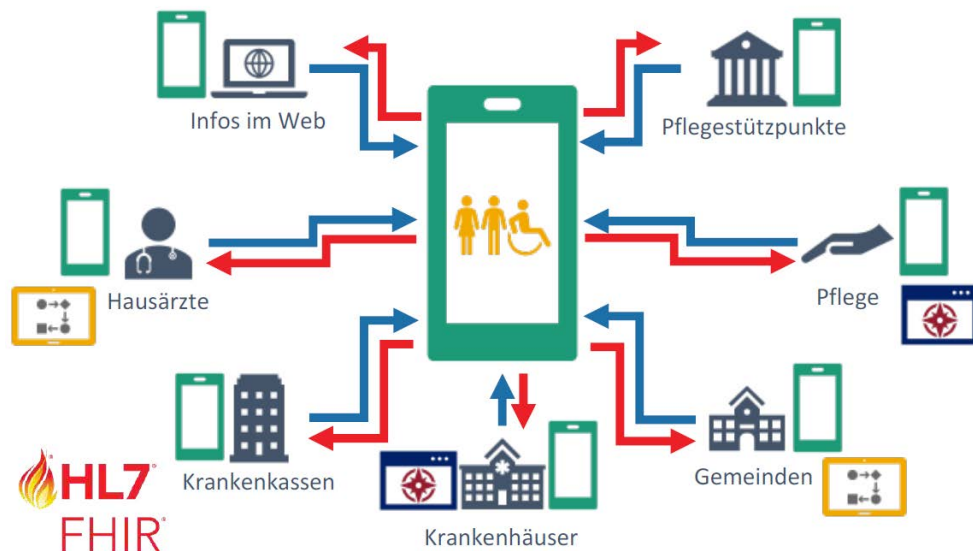 Infos im Web
Pflegestützpunkte
Hausärzte
Pflege
Krankenkassen
Gemeinden
Krankenhäuser
HL7®
FHIR®